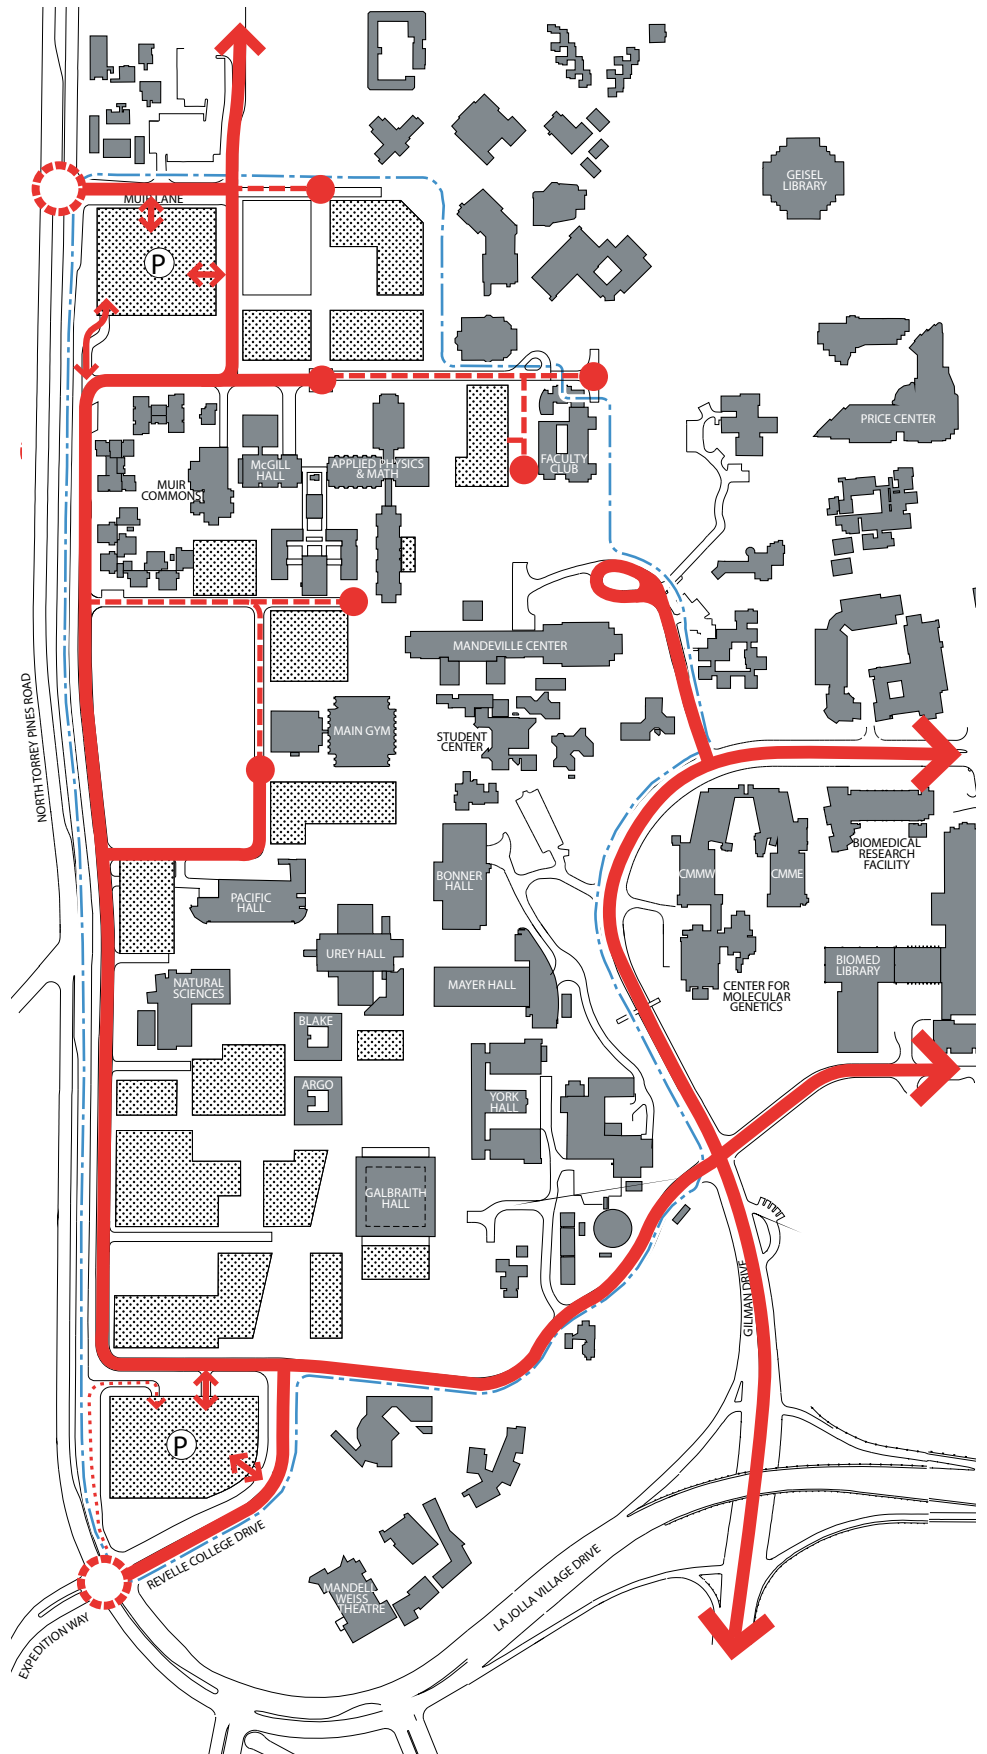 GEISEL
LIBRARY
MUIR LANE
P
PRICE CENTER
McGILL
HALL
APPLIED PHYSICS
& MATH
FACULTY
CLUB
MUIR
COMMONS
MANDEVILLE CENTER
NORTH TORREY PINES ROAD
MAIN GYM
STUDENT
CENTER
BIOMEDICAL
RESEARCH
FACILITY
CMMW
CMME
BONNER
HALL
PACIFIC
HALL
UREY HALL
BIOMED
LIBRARY
MAYER HALL
NATURAL
SCIENCES
CENTER FOR
MOLECULAR
GENETICS
BLAKE
ARGO
YORK
HALL
GALBRAITH
HALL
GILMAN DRIVE
P
REVELLE COLLEGE DRIVE
LA JOLLA VILLAGE DRIVE
MANDELL
WEISS
THEATRE
EXPEDITION WAY